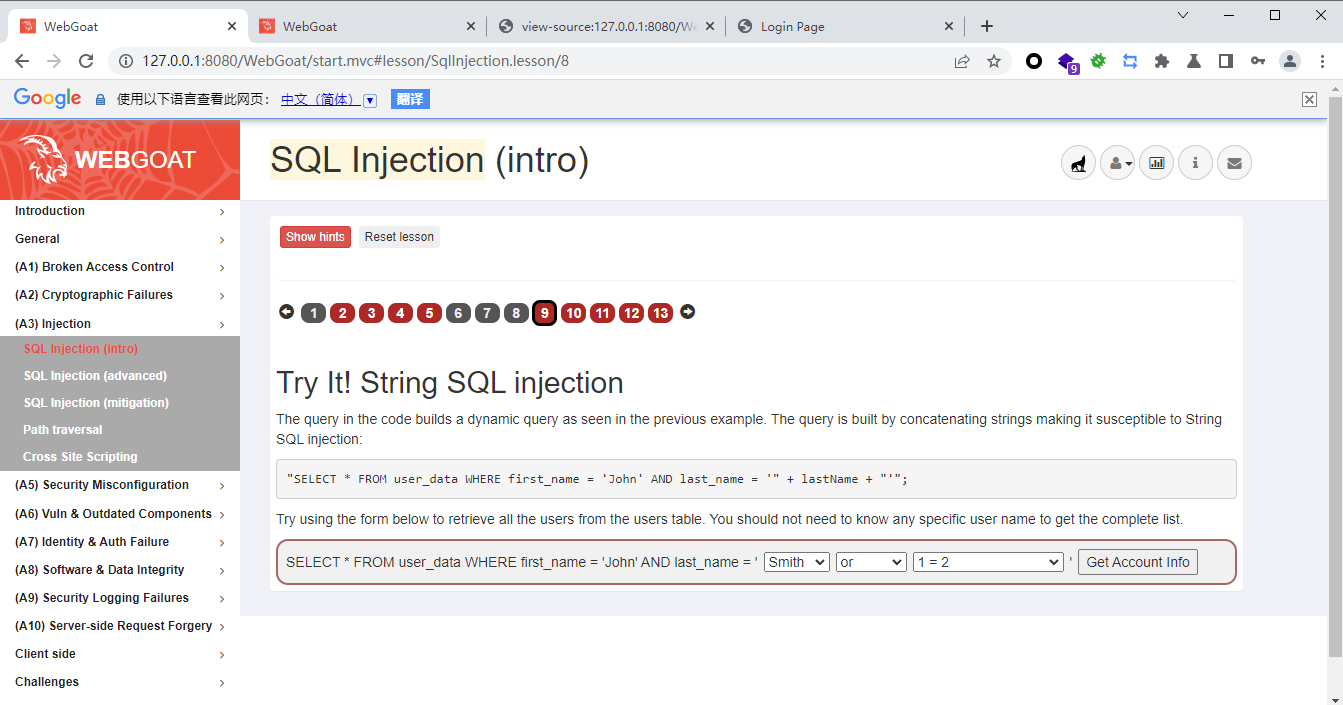 WebGoat
WebGoat
view-source:127.0.0.1:8080/We
Login Page
127.0.0.1:8080/WebGoat/start.mvc#lesson/SqlInjection.lesson/8
9
Google 使用以下语言查看此网页： 中文（简体） 翻译
WEBGOAT
SQL Injection (intro)
Introduction
General
(A1) Broken Access Control
(A2) Cryptographic Failures
(A3) Injection
SQL Injection (intro)
SQL Injection (advanced)
SQL Injection (mitigation)
Path traversal
Cross Site Scripting
(A5) Security Misconfiguration
(A6) Vuln & Outdated Components
(A7) Identity & Auth Failure
(A8) Software & Data Integrity
(A9) Security Logging Failures
(A10) Server-side Request Forgery
Client side
Challenges
Show hints Reset lesson
1 2 3 4 5 6 7 8 9 10 11 12 13
Try It! String SQL injection
The query in the code builds a dynamic query as seen in the previous example. The query is built by concatenating strings making it susceptible to String
SQL injection:
"SELECT * FROM user_data WHERE first_name = 'John' AND last_name = '" + lastName + "'";
Try using the form below to retrieve all the users from the users table. You should not need to know any specific user name to get the complete list.
SELECT * FROM user_data WHERE first_name = 'John' AND last_name = ' Smith or 1 = 2 ' Get Account Info